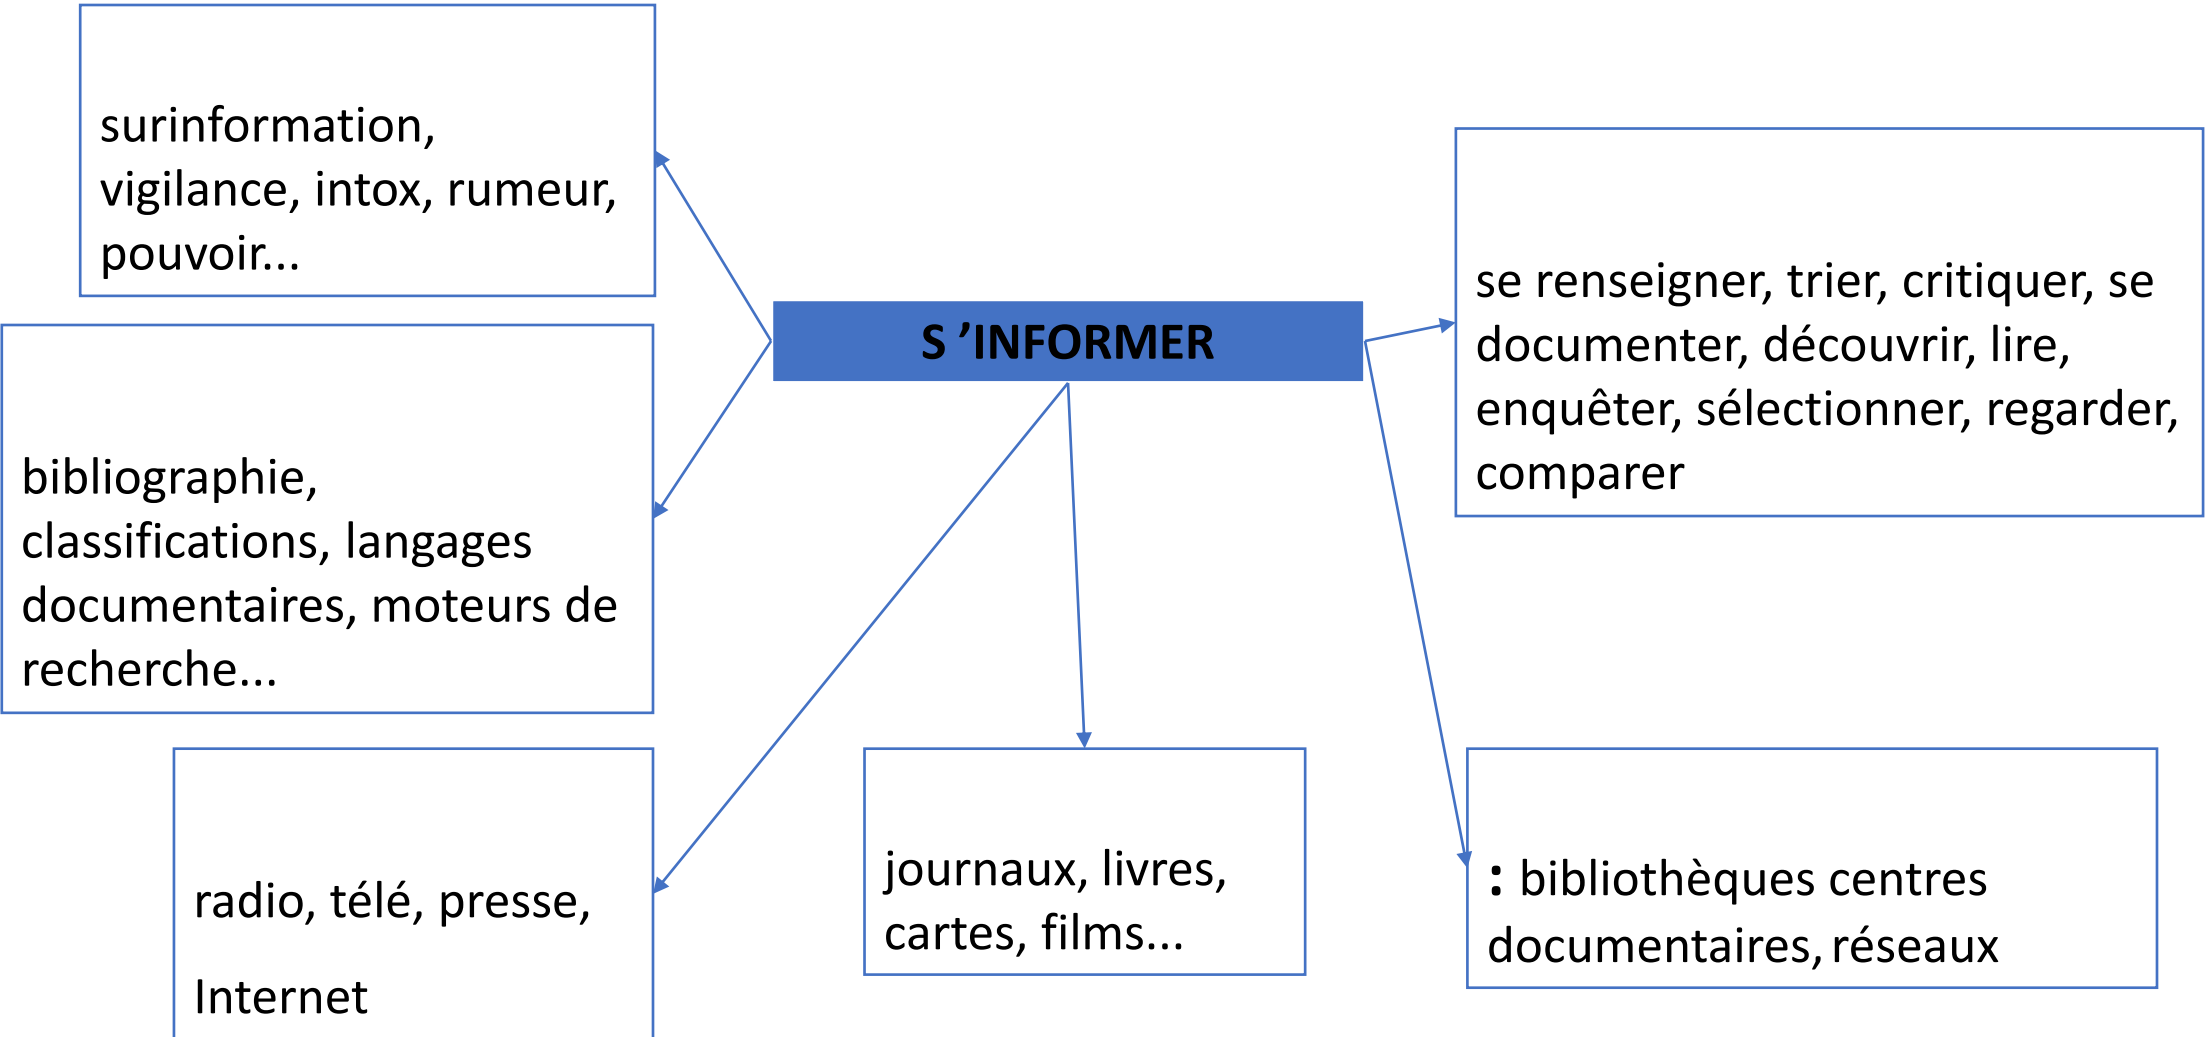 surinformation,
vigilance, intox, rumeur,
pouvoir...
S ’INFORMER
se renseigner, trier, critiquer, se
documenter, découvrir, lire,
enquêter, sélectionner, regarder,
comparer
bibliographie,
classifications, langages
documentaires, moteurs de
recherche...
radio, télé, presse,
Internet
journaux, livres,
cartes, films...
: bibliothèques centres
documentaires, réseaux